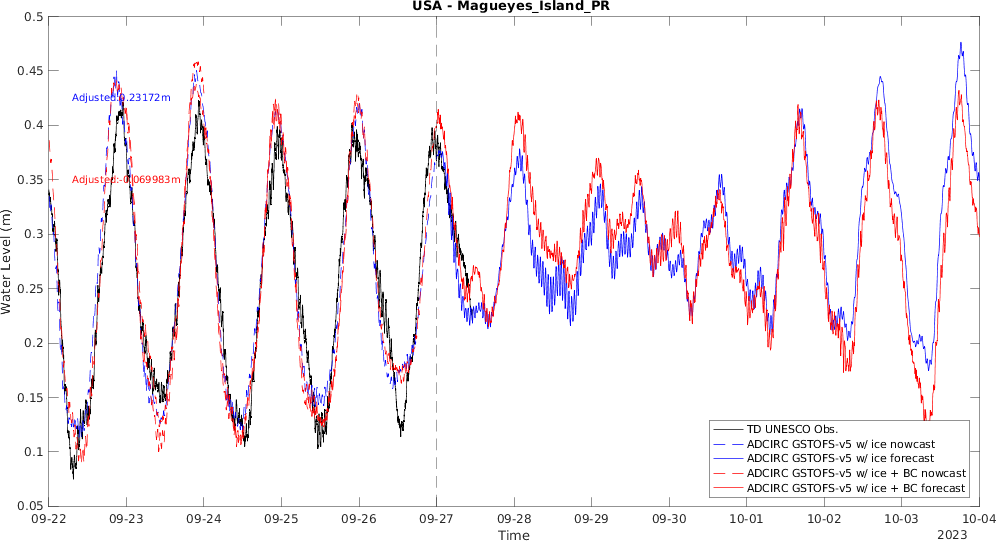 USA - Magueyes_Island_PR
0.5
0.45
0.4
0.35
0.3
0.25
0.2
0.15
0.1
0.05
Water Level (m)
Adjusted:0.23172m
Adjusted:-0.069983m
TD UNESCO Obs.
ADCIRC GSTOFS-v5 w/ ice nowcast
ADCIRC GSTOFS-v5 w/ ice forecast
ADCIRC GSTOFS-v5 w/ ice + BC nowcast
ADCIRC GSTOFS-v5 w/ ice + BC forecast
09-22 09-23 09-24 09-25 09-26 09-27 09-28 09-29 09-30 10-01 10-02 10-03 10-04
Time
2023